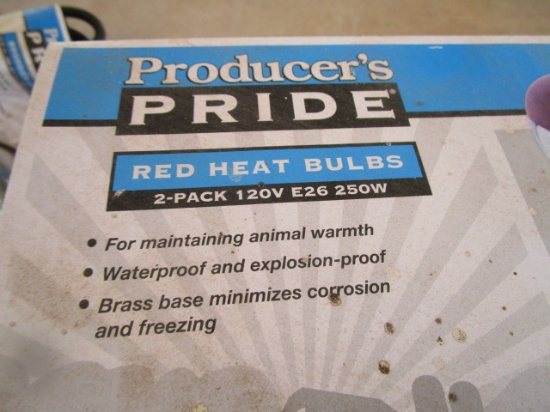 Producer's
PRIDE®
RED HEAT BULBS
2-PACK 120V E26 250W
• For maintaining animal warmth
• Waterproof and explosion-proof
• Brass base minimizes corrosion
and freezing